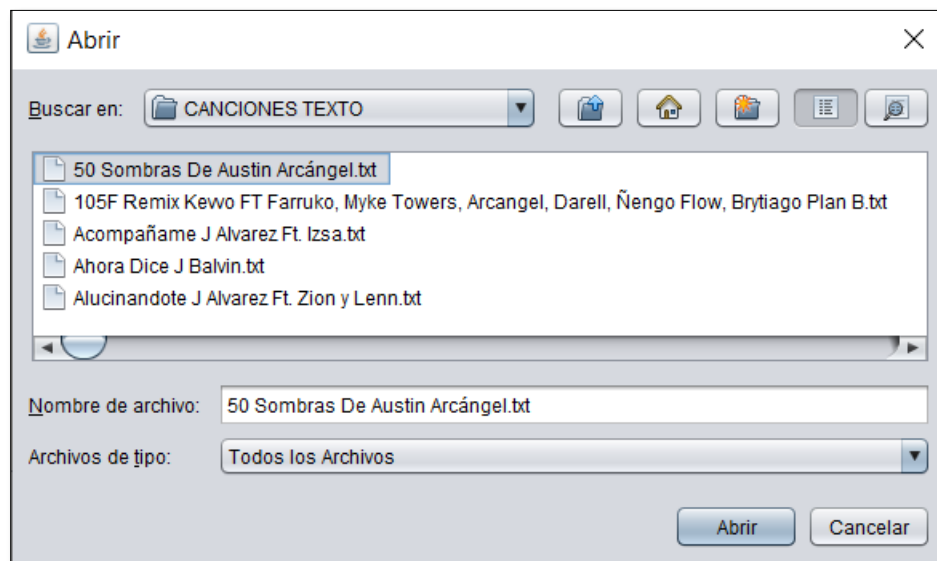 Abrir
Buscar en: CANCIONES TEXTO
50 Sombras De Austin Arcángel.txt
105F Remix Kevvo FT Farruko, Myke Towers, Arcangel, Darell, Ñengo Flow, Brytiago Plan B.txt
Acompañame J Alvarez Ft. Izsa.txt
Ahora Dice J Balvin.txt
Alucinandote J Alvarez Ft. Zion y Lenn.txt
Nombre de archivo: 50 Sombras De Austin Arcángel.txt
Archivos de tipo: Todos los Archivos
Abrir Cancelar